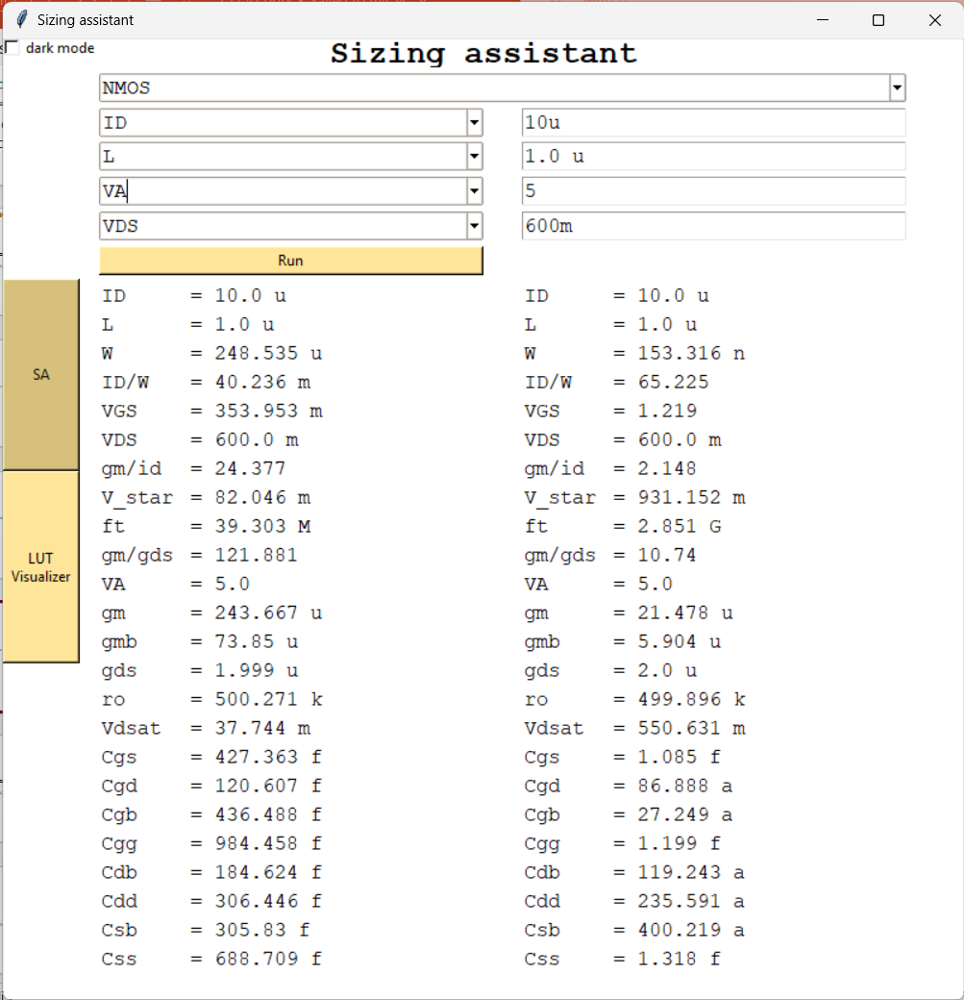 Sizing assistant
dark mode
Sizing assistant
NMOS
ID 10u
L 1.0 u
VA 5
VDS 600m
Run
SA
LUT
Visualizer
ID = 10.0 u
L = 1.0 u
W = 248.535 u
ID/W = 40.236 m
VGS = 353.953 m
VDS = 600.0 m
gm/id = 24.377
V_star = 82.046 m
ft = 39.303 M
gm/gds = 121.881
VA = 5.0
gm = 243.667 u
gmb = 73.85 u
gds = 1.999 u
ro = 500.271 k
Vdsat = 37.744 m
Cgs = 427.363 f
Cgd = 120.607 f
Cgb = 436.488 f
Cgg = 984.458 f
Cdb = 184.624 f
Cdd = 306.446 f
Csb = 305.83 f
Css = 688.709 f
ID = 10.0 u
L = 1.0 u
W = 153.316 n
ID/W = 65.225
VGS = 1.219
VDS = 600.0 m
gm/id = 2.148
V_star = 931.152 m
ft = 2.851 G
gm/gds = 10.74
VA = 5.0
gm = 21.478 u
gmb = 5.904 u
gds = 2.0 u
ro = 499.896 k
Vdsat = 550.631 m
Cgs = 1.085 f
Cgd = 86.888 a
Cgb = 27.249 a
Cgg = 1.199 f
Cdb = 119.243 a
Cdd = 235.591 a
Csb = 400.219 a
Css = 1.318 f